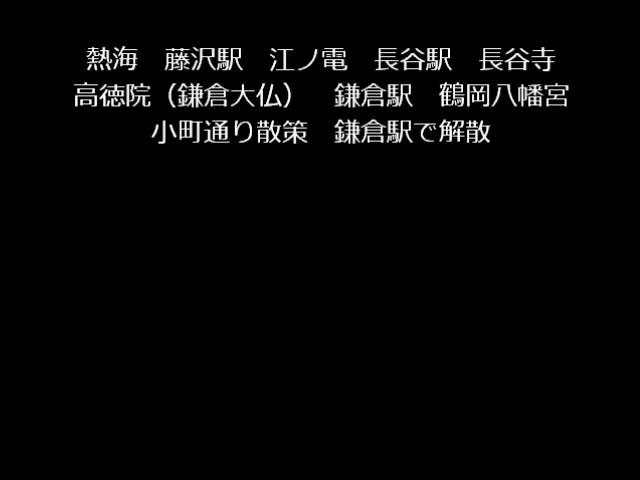 熱海　藤沢駅　江ノ電　長谷駅　長谷寺
高徳院（鎌倉大仏）　鎌倉駅　鶴岡八幡宮
小町通り散策　鎌倉駅で解散